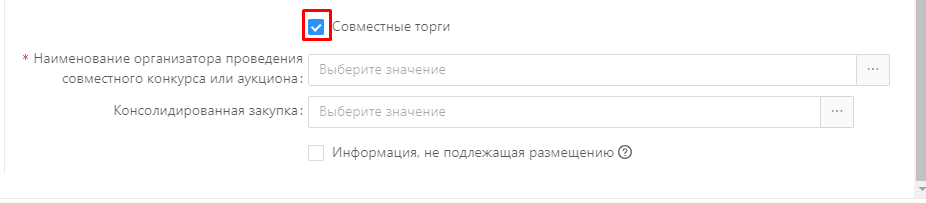 Совместные торги
* Наименование организатора проведения
совместного конкурса или аукциона:
Выберите значение
...
Консолидированная закупка:
Выберите значение
...
Информация, не подлежащая размещению ?